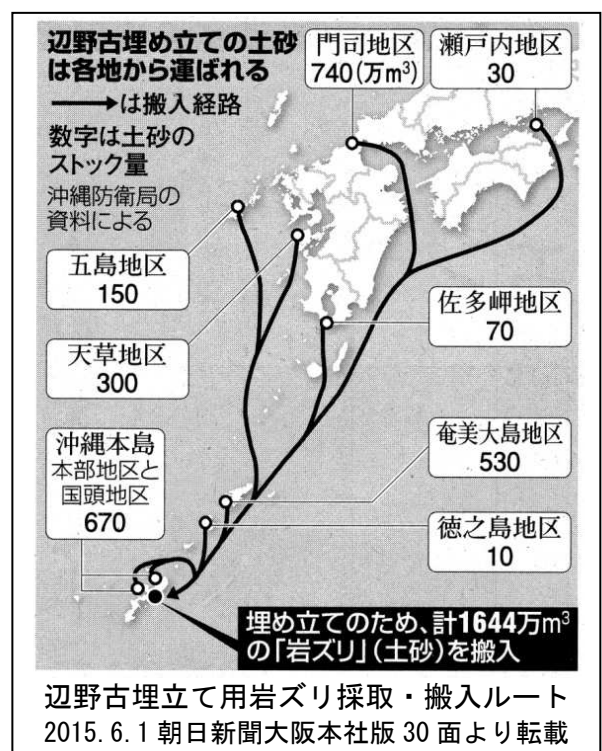 辺野古埋め立ての土砂
は各地から運ばれる
→は搬入経路
数字は土砂の
ストック量
沖縄防衛局の
資料による
門司地区
740(万m³)
瀬戸内地区
30
五島地区
150
天草地区
300
佐多岬地区
70
沖縄本島
本部地区と
国頭地区
670
奄美大島地区
530
徳之島地区
10
埋め立てのため、計1644万m³
の「岩ズリ」(土砂)を搬入
辺野古埋立て用岩ズリ採取・搬入ルート
2015.6.1 朝日新聞大阪本社版 30 面より転載